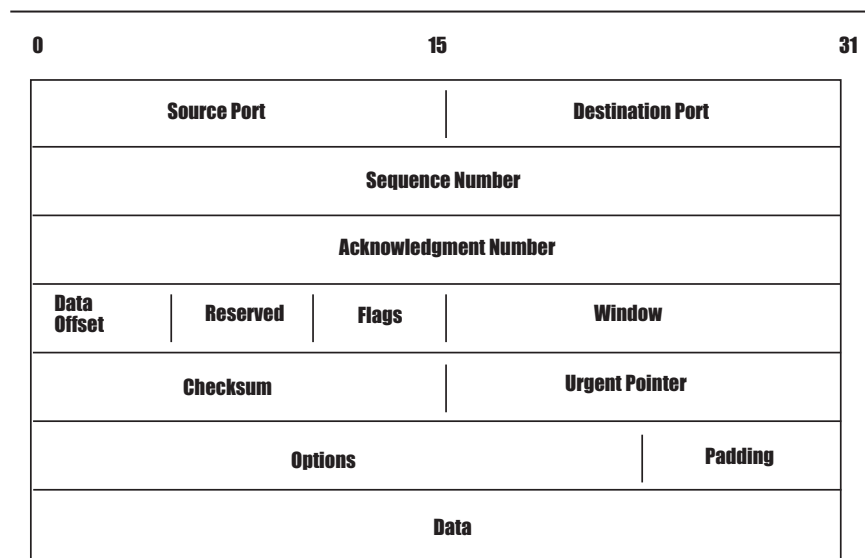 0 15 31
Source Port Destination Port
Sequence Number
Acknowledgment Number
Data
Offset Reserved Flags Window
Checksum Urgent Pointer
Options Padding
Data